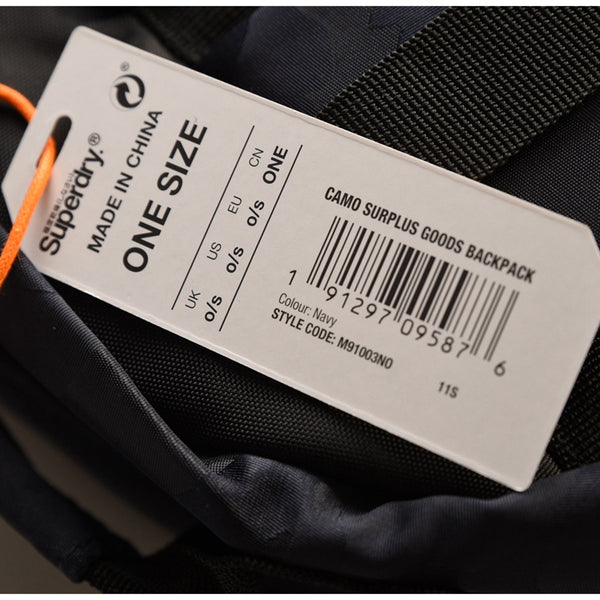 Superdry.®
MADE IN CHINA
ONE SIZE
®
UK US EU CN
o/s o/s o/s ONE
CAMO SURPLUS GOODS BACKPACK
1 91297 09587 6
Colour: Navy
STYLE CODE: M91003NO
11S